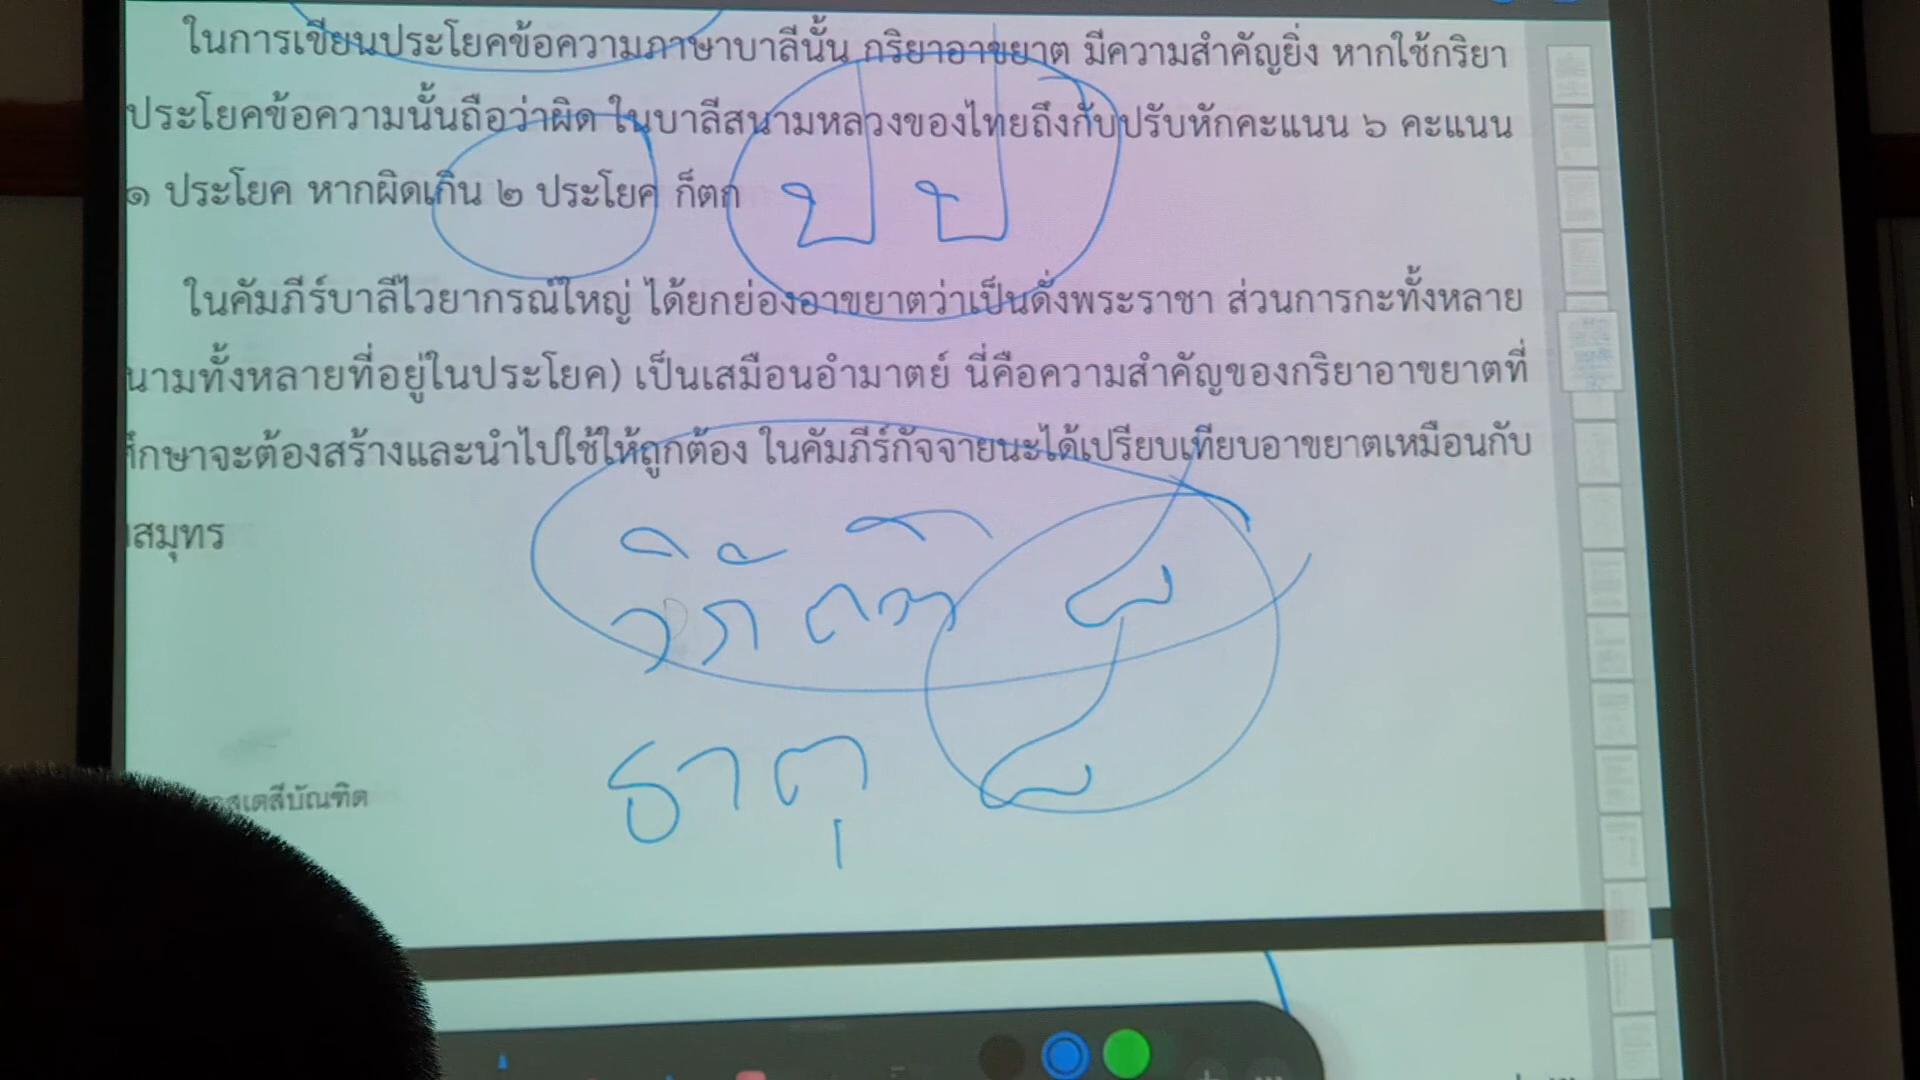 ในการเขียนประโยคข้อความภาษาบาลีนั้น กริยาอาขยาต มีความสำคัญยิ่ง หากใช้กริยา
ประโยคข้อความนั้นถือว่าผิด ในบาลีสนามหลวงของไทยถึงกับปรับหักคะแนน ๖ คะแนน
๑ ประโยค หากผิดเกิน ๒ ประโยค ก็ตก
ป ป
ในคัมภีร์บาลีไวยากรณ์ใหญ่ ได้ยกย่องอาขยาตว่าเป็นดั่งพระราชา ส่วนการกะทั้งหลาย
นามทั้งหลายที่อยู่ในประโยค) เป็นเสมือนอำมาตย์ นี่คือความสำคัญของกริยาอาขยาตที่
ศึกษาจะต้องสร้างและนำไปใช้ให้ถูกต้อง ในคัมภีร์กัจจายนะได้เปรียบเทียบอาขยาตเหมือนกับ
สมุทร
วิภัตติ ๘
ธาตุ ๘